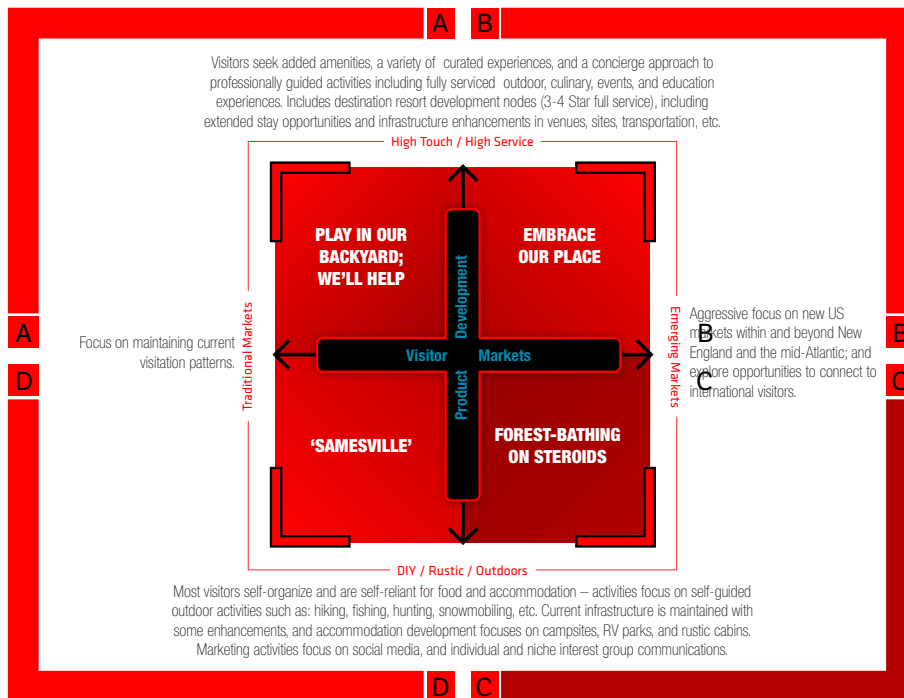 A B
Visitors seek added amenities, a variety of curated experiences, and a concierge approach to
professionally guided activities including fully serviced outdoor, culinary, events, and education
experiences. Includes destination resort development nodes (3-4 Star full service), including
extended stay opportunities and infrastructure enhancements in venues, sites, transportation, etc.
High Touch / High Service
PLAY IN OUR
BACKYARD;
WE'LL HELP
EMBRACE
OUR PLACE
Product Development
Visitor Markets
Traditional Markets
Emerging Markets
A
D
Focus on maintaining current
visitation patterns.
Aggressive focus on new US
markets within and beyond New
England and the mid-Atlantic; and
explore opportunities to connect to
international visitors.
B
C
B
C
'SAMESVILLE'
FOREST-BATHING
ON STEROIDS
DIY / Rustic / Outdoors
Most visitors self-organize and are self-reliant for food and accommodation – activities focus on self-guided
outdoor activities such as: hiking, fishing, hunting, snowmobiling, etc. Current infrastructure is maintained with
some enhancements, and accommodation development focuses on campsites, RV parks, and rustic cabins.
Marketing activities focus on social media, and individual and niche interest group communications.
D C